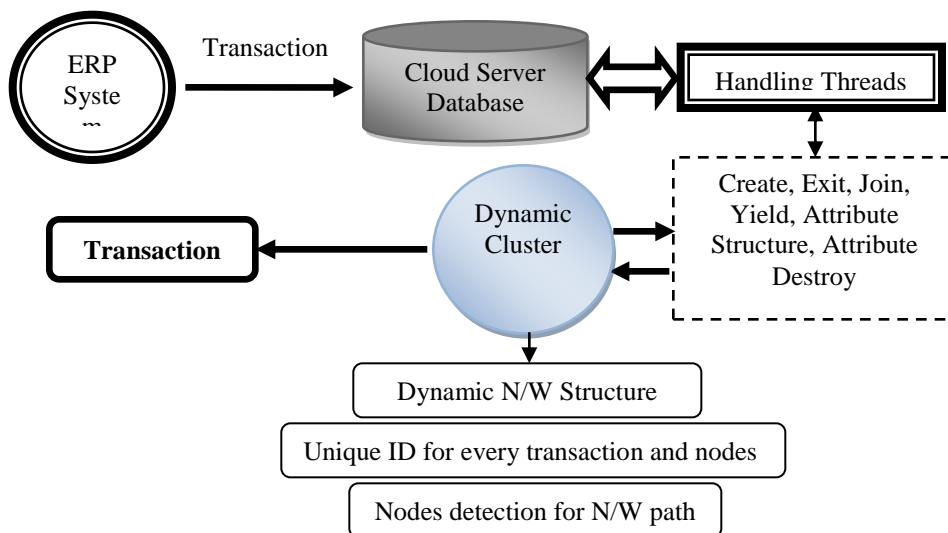 ERP
Syste
m
Transaction
Cloud Server
Database
Handling Threads
Create, Exit, Join,
Yield, Attribute
Structure, Attribute
Destroy
Dynamic
Cluster
Transaction
Dynamic N/W Structure
Unique ID for every transaction and nodes
Nodes detection for N/W path